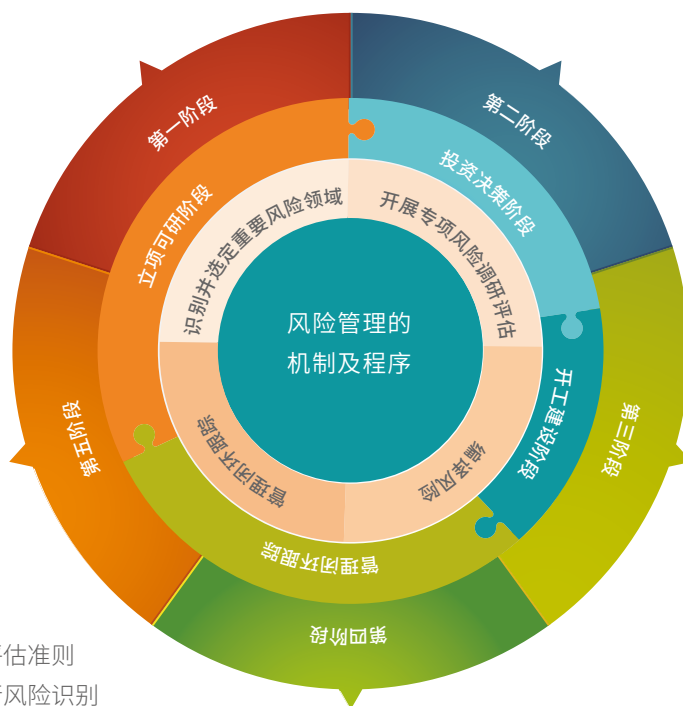 第一阶段
第二阶段
第三阶段
第四阶段
第五阶段
立项可研阶段
投资决策阶段
开工建设阶段
管理闭环跟踪
识别并选定重要风险领域
开展专项风险调研评估
编译风险
管理闭环跟踪
风险管理的
机制及程序
估准则
风险识别